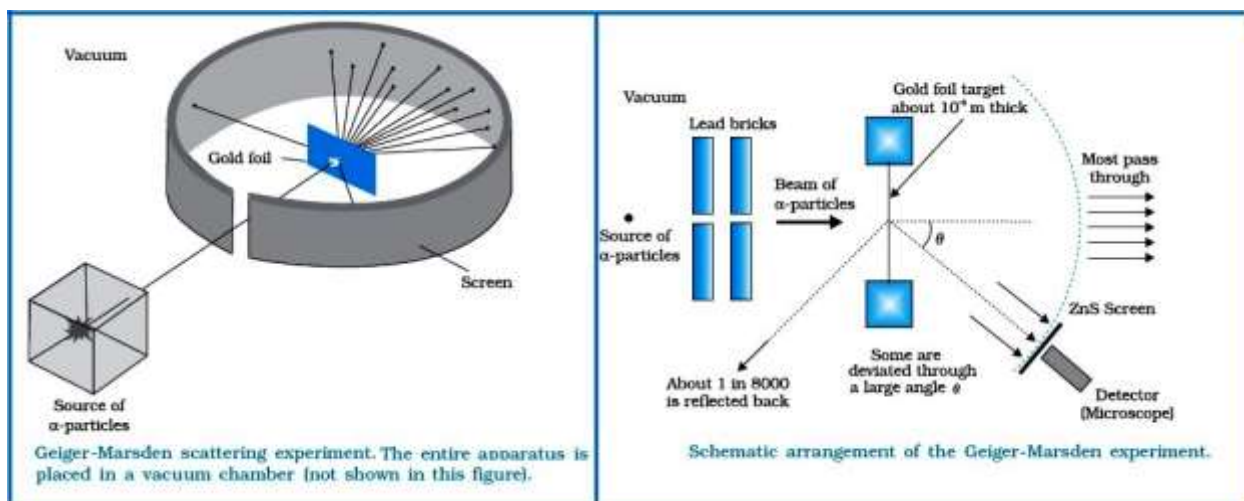 Vacuum
Gold foil
Screen
Source of
α-particles
Geiger-Marsden scattering experiment. The entire apparatus is
placed in a vacuum chamber (not shown in this figure).
Vacuum
Lead bricks
Gold foil target
about 10⁻⁸ m thick
Beam of
α-particles
Most pass
through
Source of
α-particles
θ
ZnS Screen
About 1 in 8000
is reflected back
Some are
deviated through
a large angle θ
Detector
(Microscope)
Schematic arrangement of the Geiger-Marsden experiment.